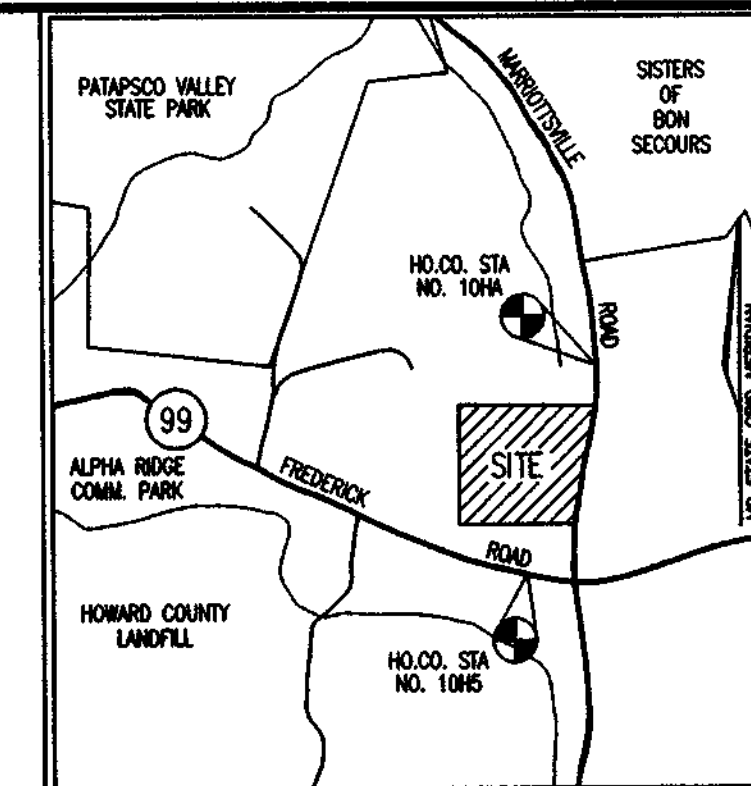 PATAPSCO VALLEY
STATE PARK
MARRIOTTSVILLE
SISTERS
OF
BON
SECOURS
HO.CO. STA
NO. 10HA
ROAD
99
ALPHA RIDGE
COMM. PARK
FREDERICK
SITE
ROAD
HOWARD COUNTY
LANDFILL
HO.CO. STA
NO. 10H5